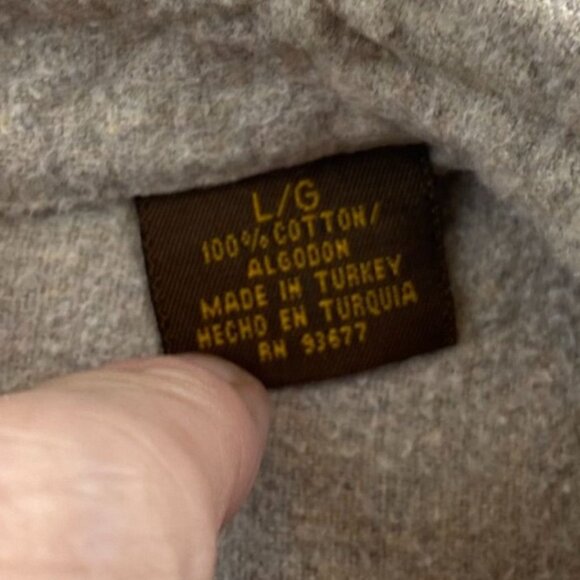 L/G
100% COTTON/
ALGODON
MADE IN TURKEY
HECHO EN TURQUIA
RN 93677